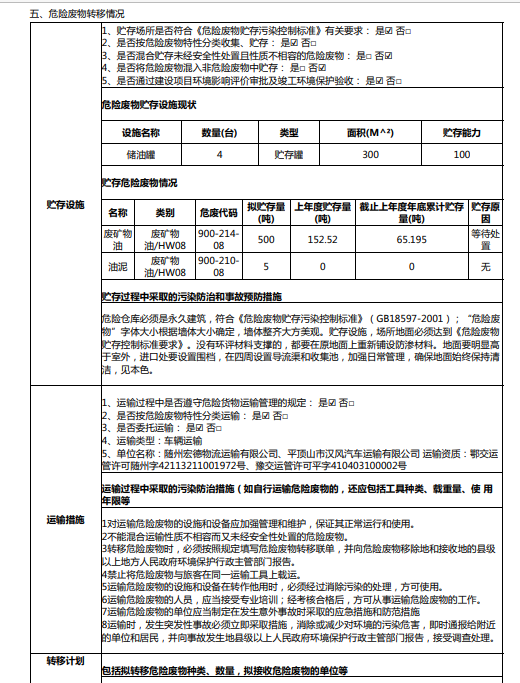 五、危险废物转移情况
贮存设施
1、贮存场所是否符合《危险废物贮存污染控制标准》有关要求： 是☑ 否□
2、是否按危险废物特性分类收集、贮存： 是☑ 否□
3、是否混合贮存未经安全性处置且性质不相容的危险废物： 是□ 否☑
4、是否将危险废物混入非危险废物中贮存： 是□ 否☑
5、是否通过建设项目环境影响评价审批及竣工环境保护验收： 是☑ 否□
危险废物贮存设施现状
设施名称 数量(台) 类型 面积(M^²) 贮存能力
储油罐 4 贮存罐 300 100
贮存危险废物情况
名称 类别 危废代码 拟贮存量(吨) 上年度贮存量(吨) 截止上年度年底累计贮存量(吨) 贮存原因
废矿物油 废矿物油/HW08 900-214-08 500 152.52 65.195 等待处置
油泥 废矿物油/HW08 900-210-08 5 0 0 无
贮存过程中采取的污染防治和事故预防措施
危险仓库必须是永久建筑，符合《危险废物贮存污染控制标准》（GB18597-2001）；“危险废
物”字体大小根据墙体大小确定，墙体整齐大方美观。贮存设施，场所地面必须达到《危险废物
贮存控制标准要求》。没有环评材料支撑的，都要在原地面上重新铺设防渗材料。地面要明显高
于室外，进口处要设置围档，在四周设置导流渠和收集池，加强日常管理，确保地面始终保持清
洁，见本色。
运输措施
1、运输过程中是否遵守危险货物运输管理的规定： 是☑ 否□
2、是否按危险废物特性分类运输： 是☑ 否□
3、是否委托运输： 是☑ 否□
4、运输类型：车辆运输
5、单位名称：随州宏德物流运输有限公司、平顶山市汉风汽车运输有限公司 运输资质：鄂交运
管许可随州字42113211001972号、豫交运管许可平字410403100002号
运输过程中采取的污染防治措施（如自行运输危险废物的，还应包括工具种类、载重量、使 用
年限等
1对运输危险废物的设施和设备应加强管理和维护，保证其正常运行和使用。
2不能混合运输性质不相容而又未经安全性处置的危险废物。
3转移危险废物时，必须按照规定填写危险废物转移联单，并向危险废物移除地和接收地的县级
以上地方人民政府环境保护行政主管部门报告。
4禁止将危险废物与旅客在同一运输工具上载运。
5运输危险废物的设施和设备在转作他用时，必须经过消除污染的处理，方可使用。
6运输危险废物的人员，应当接受专业培训；经考核合格后，方可从事运输危险废物的工作。
7运输危险废物的单位应当制定在发生意外事故时采取的应急措施和防范措施
8运输时，发生突发性事故必须立即采取措施，消除或减少对环境的污染危害，即时通报给附近
的单位和居民，并向事故发生地县级以上人民政府环境保护行政主管部门报告，接受调查处理。
转移计划
包括拟转移危险废物种类、数量，拟接收危险废物的单位等